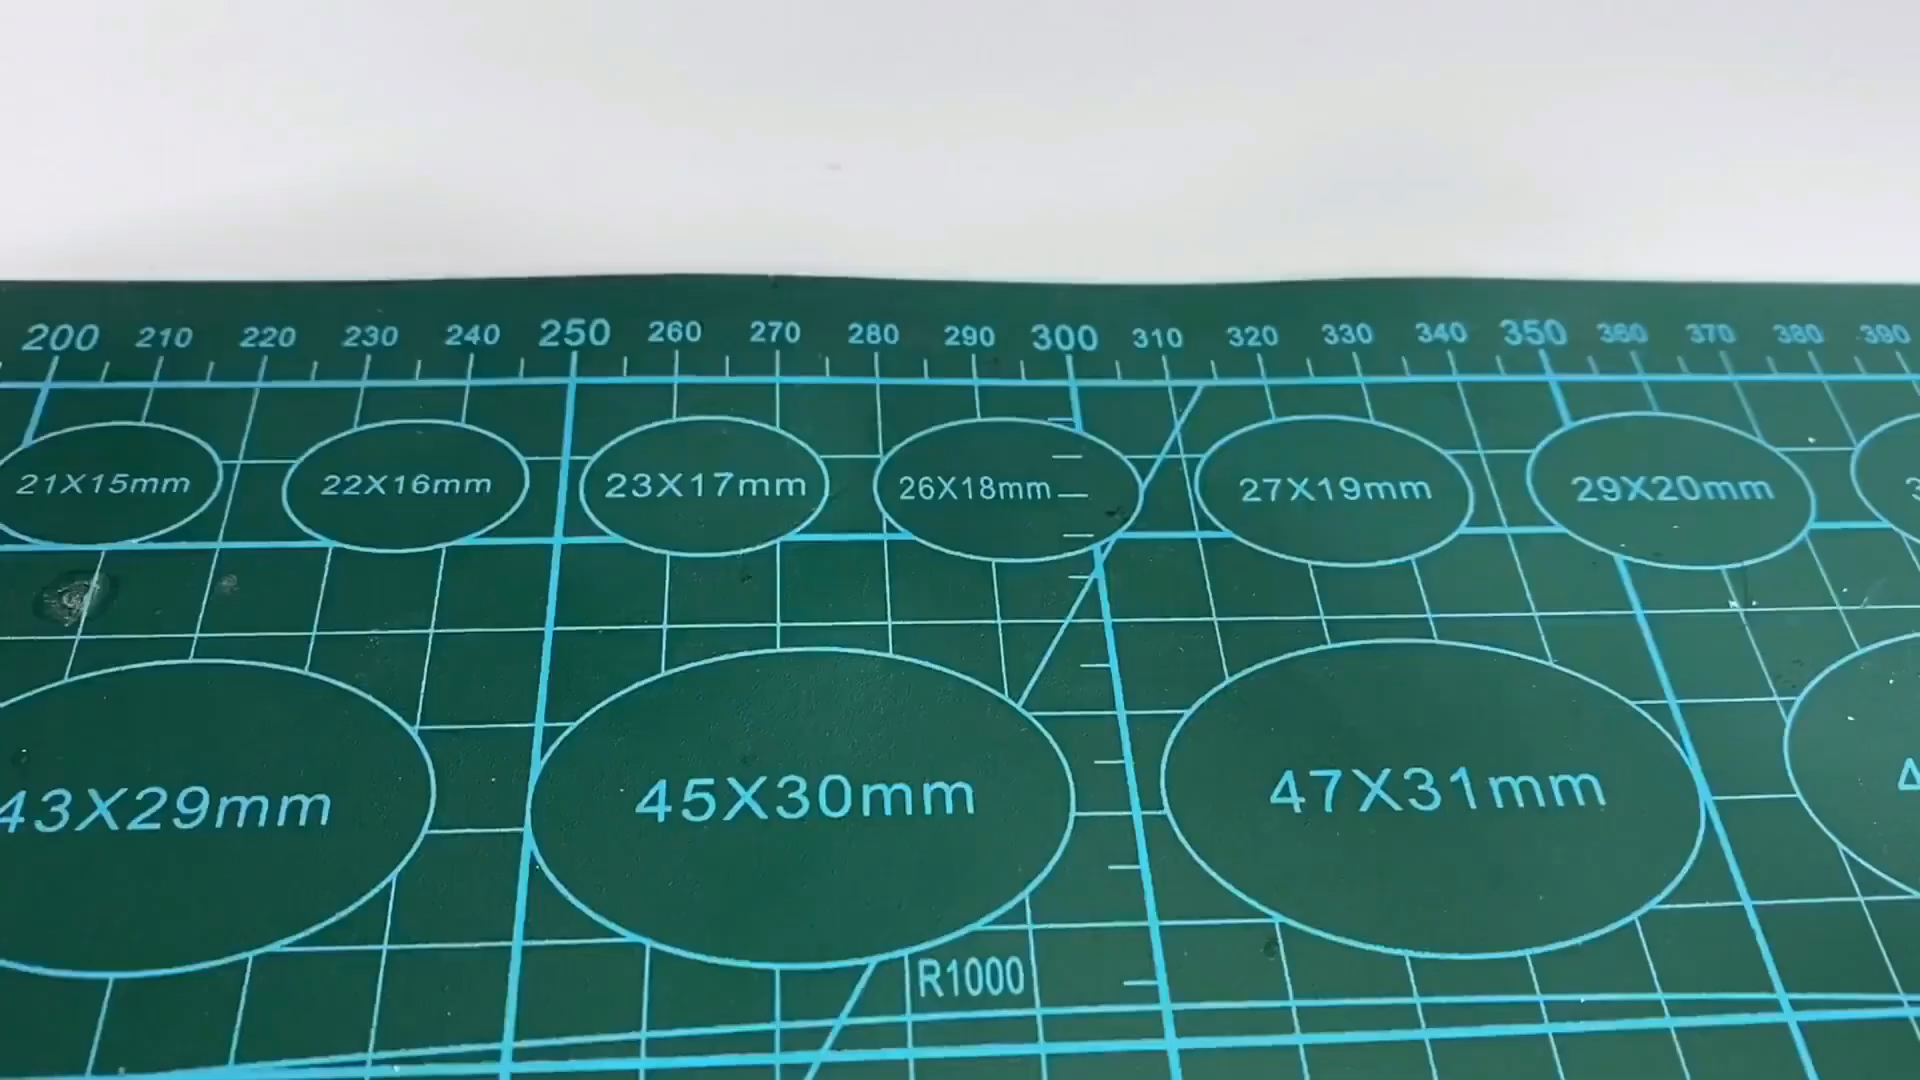 200 210 220 230 240 250 260 270 280 290 300 310 320 330 340 350 360 370 380 390
21X15mm 22X16mm 23X17mm 26X18mm 27X19mm 29X20mm
43X29mm 45X30mm 47X31mm
R1000